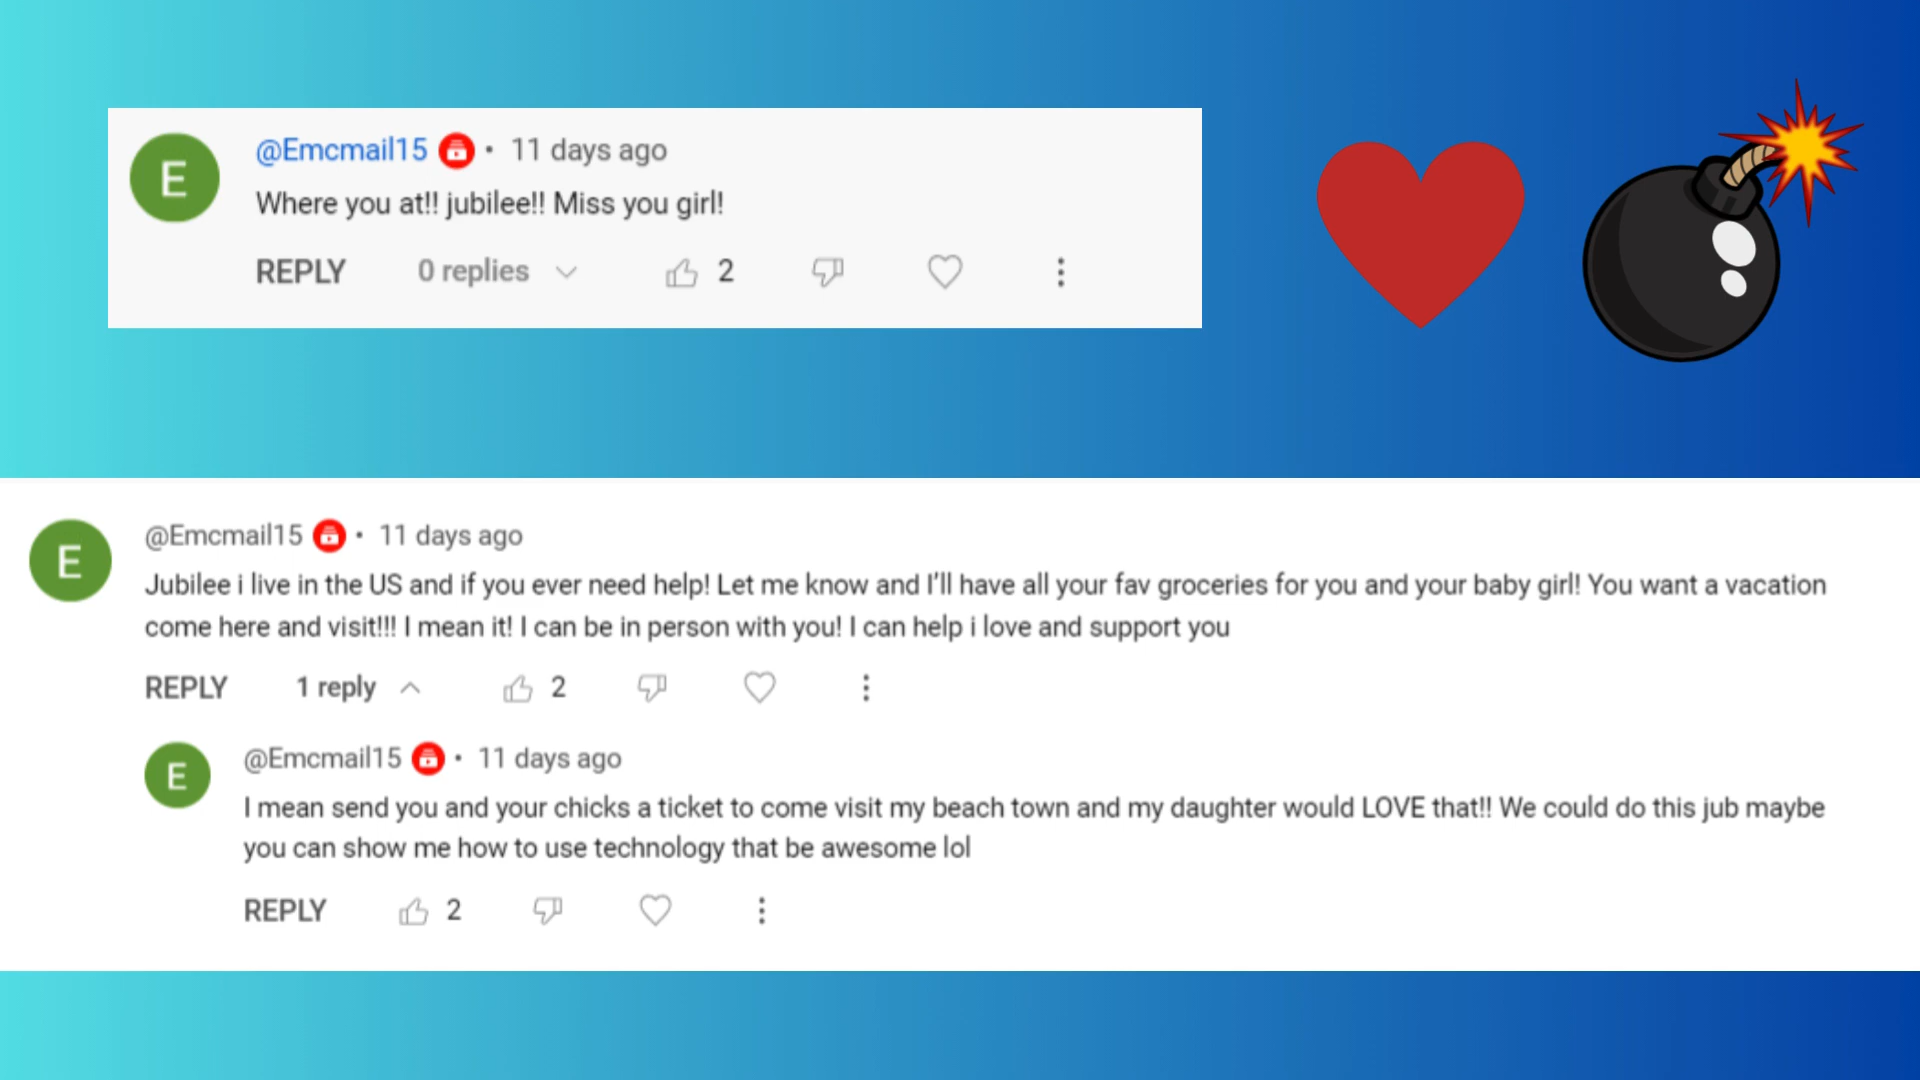 E
@Emcmail15 • 11 days ago
Where you at!! jubilee!! Miss you girl!
REPLY 0 replies 2
E
@Emcmail15 • 11 days ago
Jubilee i live in the US and if you ever need help! Let me know and I'll have all your fav groceries for you and your baby girl! You want a vacation
come here and visit!!! I mean it! I can be in person with you! I can help i love and support you
REPLY 1 reply 2
E
@Emcmail15 • 11 days ago
I mean send you and your chicks a ticket to come visit my beach town and my daughter would LOVE that!! We could do this jub maybe
you can show me how to use technology that be awesome lol
REPLY 2